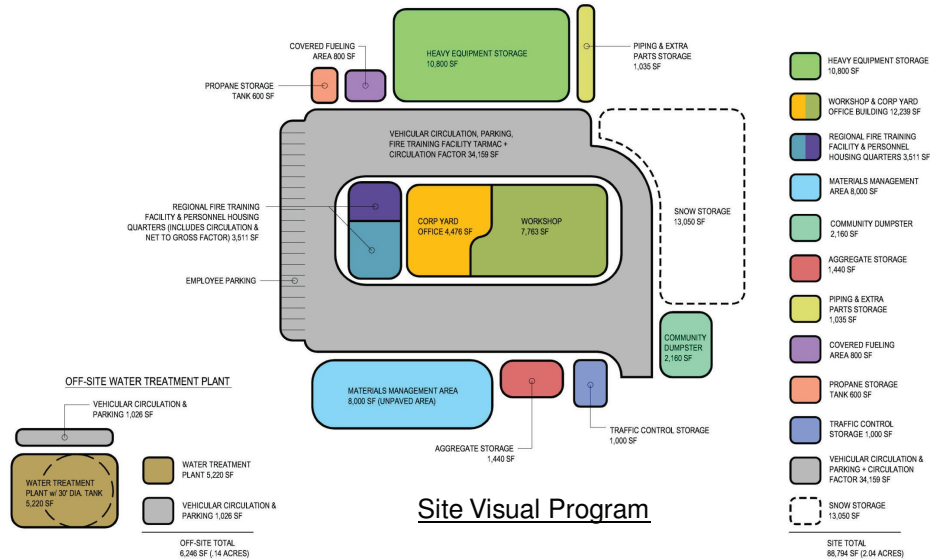 COVERED FUELING
AREA 800 SF
PROPANE STORAGE
TANK 600 SF
HEAVY EQUIPMENT STORAGE
10,800 SF
PIPING & EXTRA
PARTS STORAGE
1,035 SF
VEHICULAR CIRCULATION, PARKING,
FIRE TRAINING FACILITY TARMAC +
CIRCULATION FACTOR 34,159 SF
REGIONAL FIRE TRAINING
FACILITY & PERSONNEL HOUSING
QUARTERS (INCLUDES CIRCULATION &
NET TO GROSS FACTOR) 3,511 SF
CORP YARD
OFFICE 4,476 SF
WORKSHOP
7,763 SF
SNOW STORAGE
13,050 SF
EMPLOYEE PARKING
COMMUNITY
DUMPSTER
2,160 SF
MATERIALS MANAGEMENT AREA
8,000 SF (UNPAVED AREA)
AGGREGATE STORAGE
1,440 SF
TRAFFIC CONTROL STORAGE
1,000 SF
OFF-SITE WATER TREATMENT PLANT
VEHICULAR CIRCULATION &
PARKING 1,026 SF
WATER TREATMENT
PLANT w/ 30' DIA. TANK
5,220 SF
WATER TREATMENT
PLANT 5,220 SF
VEHICULAR CIRCULATION &
PARKING 1,026 SF
OFF-SITE TOTAL
6,246 SF (.14 ACRES)
Site Visual Program
HEAVY EQUIPMENT STORAGE
10,800 SF
WORKSHOP & CORP YARD
OFFICE BUILDING 12,239 SF
REGIONAL FIRE TRAINING
FACILITY & PERSONNEL
HOUSING QUARTERS 3,511 SF
MATERIALS MANAGEMENT
AREA 8,000 SF
COMMUNITY DUMPSTER
2,160 SF
AGGREGATE STORAGE
1,440 SF
PIPING & EXTRA
PARTS STORAGE
1,035 SF
COVERED FUELING
AREA 800 SF
PROPANE STORAGE
TANK 600 SF
TRAFFIC CONTROL
STORAGE 1,000 SF
VEHICULAR CIRCULATION &
PARKING + CIRCULATION
FACTOR 34,159 SF
SNOW STORAGE
13,050 SF
SITE TOTAL
88,794 SF (2.04 ACRES)